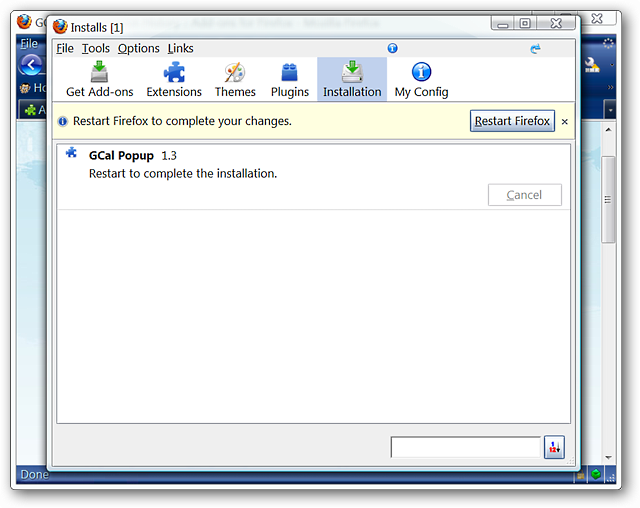 Installs [1]
File Tools Options Links
Get Add-ons Extensions Themes Plugins Installation My Config
Restart Firefox to complete your changes. Restart Firefox
GCal Popup 1.3
Restart to complete the installation.
Cancel
File
Done